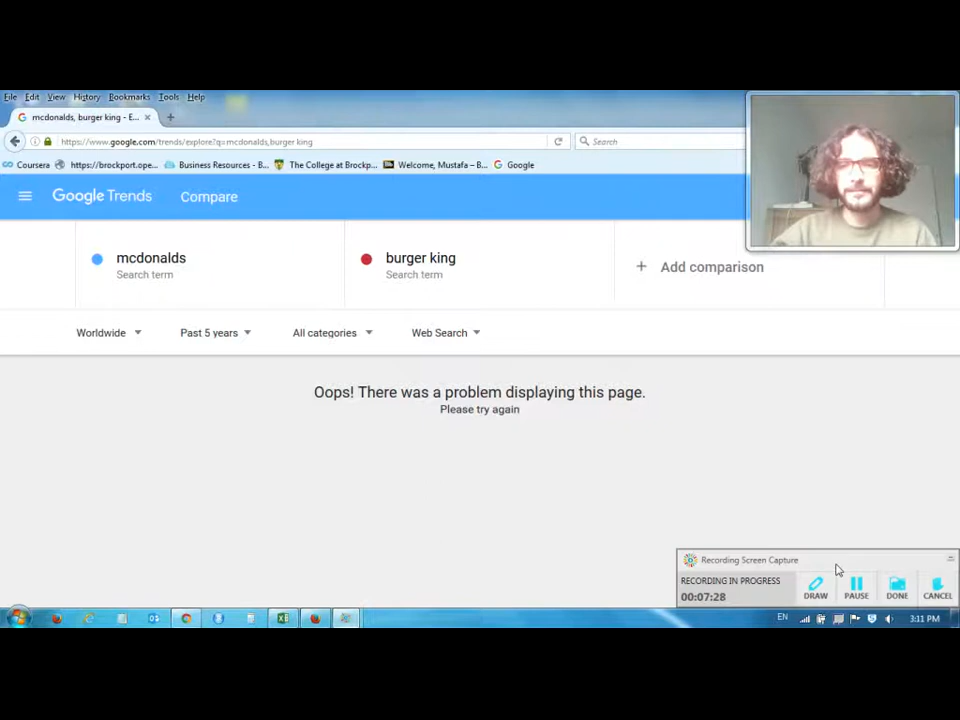 File Edit View History Bookmarks Tools Help
mcdonalds, burger king - E...
https://www.google.com/trends/explore?q=mcdonalds,burger king
Search
Coursera https://brockport.ope... Business Resources - B... The College at Brockp... Welcome, Mustafa – B... Google
Google Trends Compare
mcdonalds
Search term
burger king
Search term
+ Add comparison
Worldwide Past 5 years All categories Web Search
Oops! There was a problem displaying this page.
Please try again
Recording Screen Capture
RECORDING IN PROGRESS
00:07:28
DRAW PAUSE DONE CANCEL
EN 3:11 PM